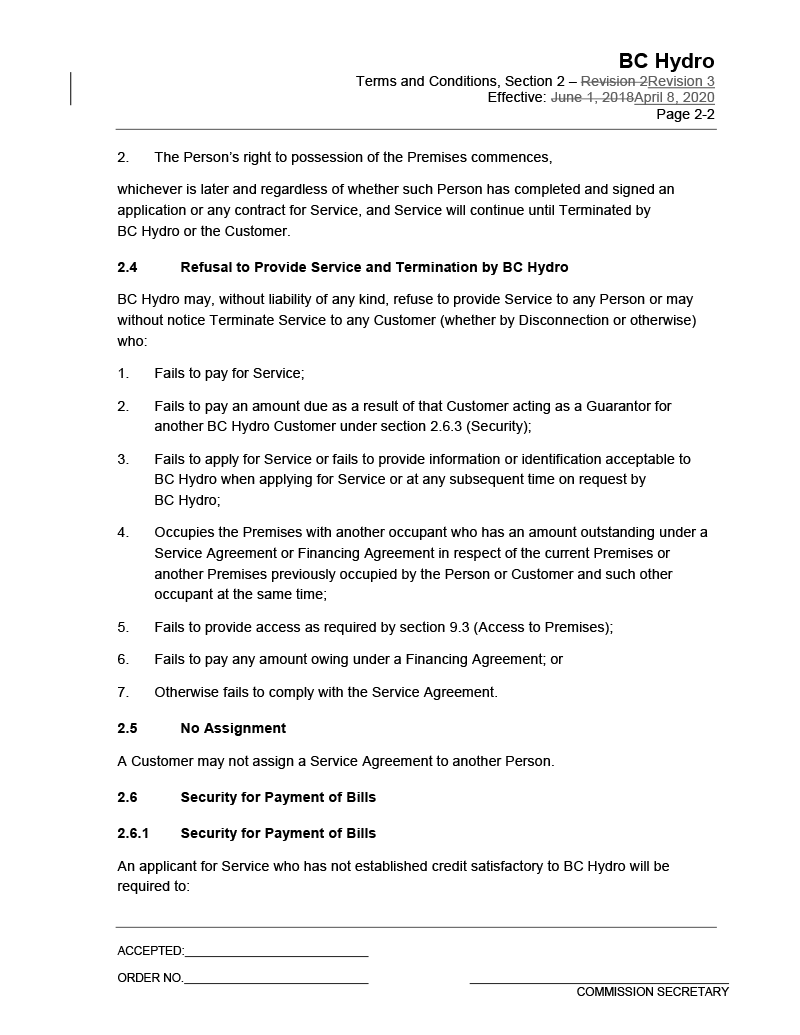 BC Hydro
Terms and Conditions, Section 2 – Revision 2Revision 3
Effective: June 1, 2018April 8, 2020
Page 2-2
2. The Person's right to possession of the Premises commences,
whichever is later and regardless of whether such Person has completed and signed an
application or any contract for Service, and Service will continue until Terminated by
BC Hydro or the Customer.
2.4 Refusal to Provide Service and Termination by BC Hydro
BC Hydro may, without liability of any kind, refuse to provide Service to any Person or may
without notice Terminate Service to any Customer (whether by Disconnection or otherwise)
who:
1. Fails to pay for Service;
2. Fails to pay an amount due as a result of that Customer acting as a Guarantor for
another BC Hydro Customer under section 2.6.3 (Security);
3. Fails to apply for Service or fails to provide information or identification acceptable to
BC Hydro when applying for Service or at any subsequent time on request by
BC Hydro;
4. Occupies the Premises with another occupant who has an amount outstanding under a
Service Agreement or Financing Agreement in respect of the current Premises or
another Premises previously occupied by the Person or Customer and such other
occupant at the same time;
5. Fails to provide access as required by section 9.3 (Access to Premises);
6. Fails to pay any amount owing under a Financing Agreement; or
7. Otherwise fails to comply with the Service Agreement.
2.5 No Assignment
A Customer may not assign a Service Agreement to another Person.
2.6 Security for Payment of Bills
2.6.1 Security for Payment of Bills
An applicant for Service who has not established credit satisfactory to BC Hydro will be
required to:
ACCEPTED:
ORDER NO.
COMMISSION SECRETARY